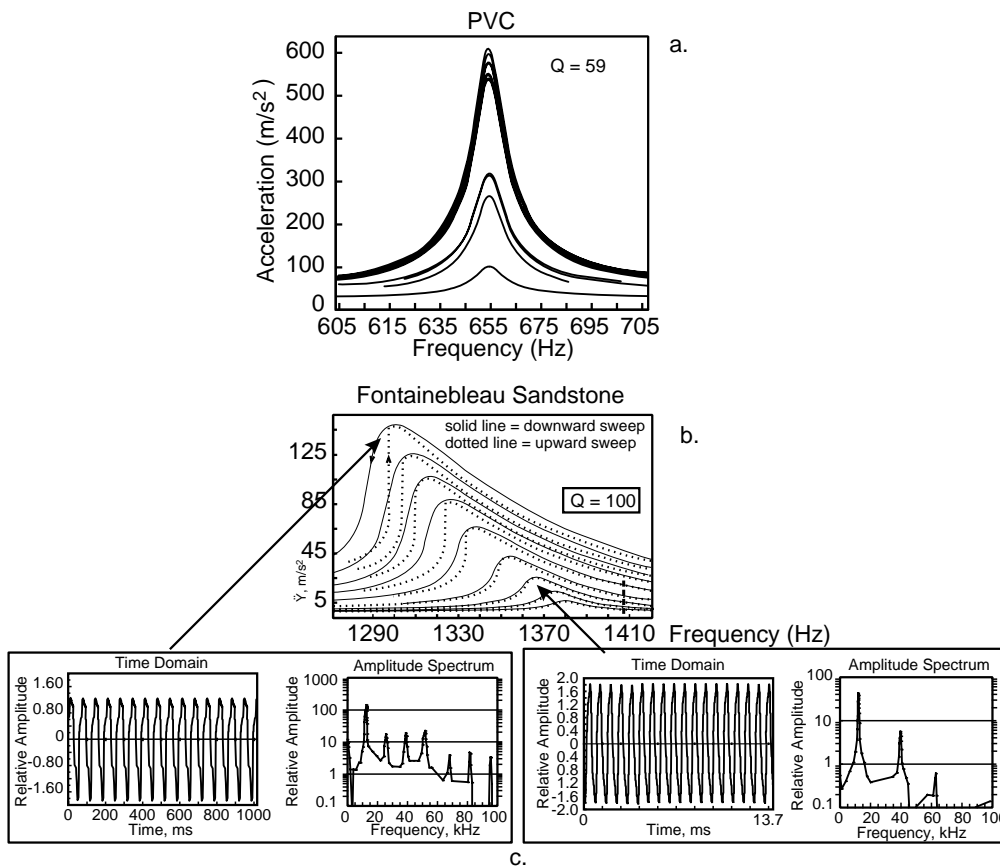 PVC
a.
Q = 59
Acceleration (m/s²)
600
500
400
300
200
100
0
605 615 635 655 675 695 705
Frequency (Hz)
Fontainebleau Sandstone
b.
solid line = downward sweep
dotted line = upward sweep
Q = 100
Ÿ, m/s²
125
85
45
5
1290 1330 1370 1410
Frequency (Hz)
Time Domain
Relative Amplitude
1.60
0.80
0
-0.80
-1.60
0 200 400 600 800 1000
Time, ms
Amplitude Spectrum
Relative Amplitude
1000
100
10
1
0.1
0 20 40 60 80 100
Frequency, kHz
Time Domain
Relative Amplitude
2.0
1.6
1.2
0.8
0.4
0
0.4
0.8
1.2
1.6
-2.0
0 13.7
Time, ms
Amplitude Spectrum
Relative Amplitude
100
10
1
0.1
0 20 40 60 80 100
Frequency, kHz
c.